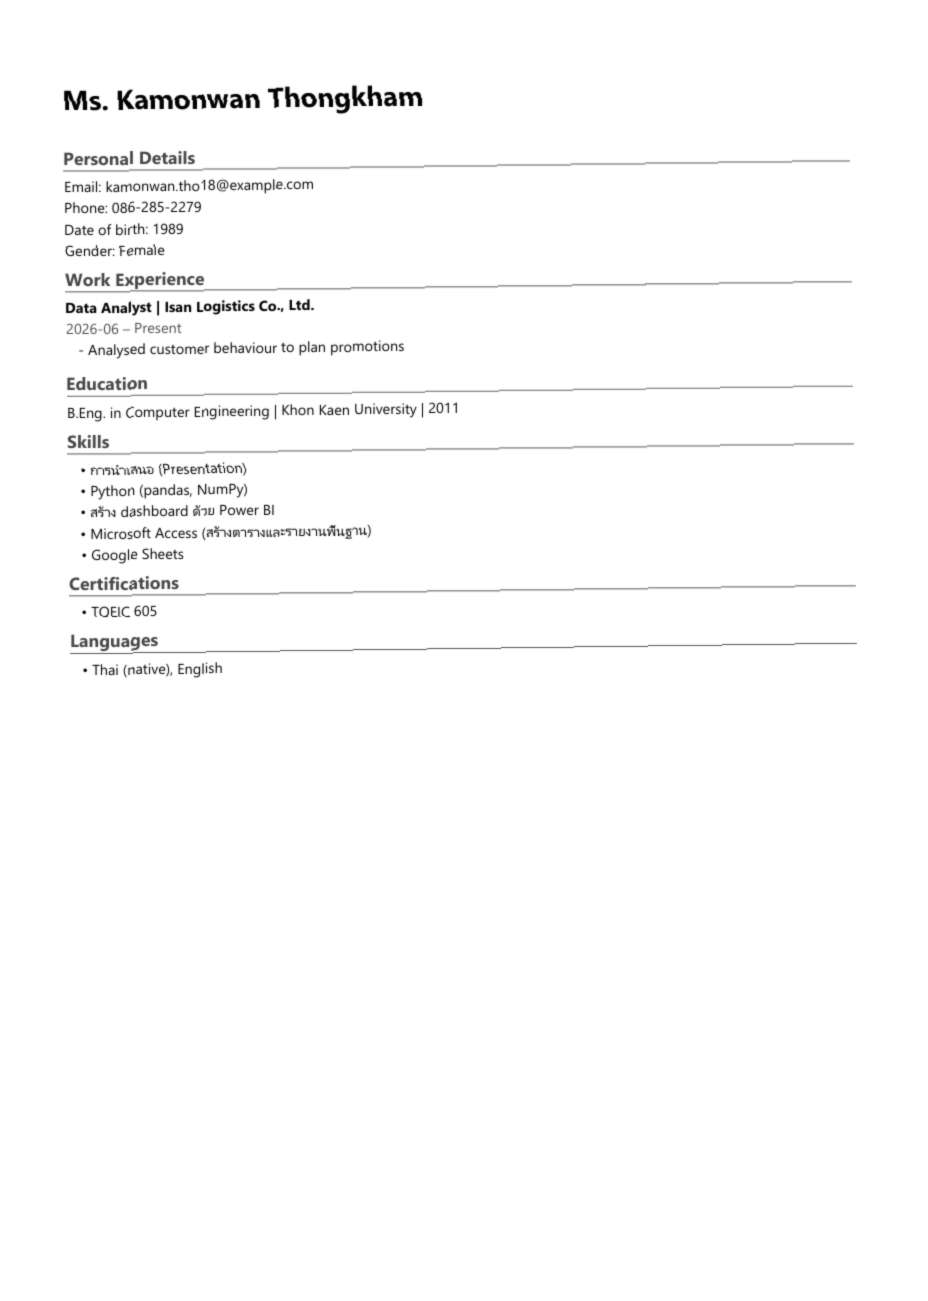 Ms. Kamonwan Thongkham
Personal Details
Email: kamonwan.tho18@example.com
Phone: 086-285-2279
Date of birth: 1989
Gender: Female
Work Experience
Data Analyst | Isan Logistics Co., Ltd.
2026-06 – Present
- Analysed customer behaviour to plan promotions
Education
B.Eng. in Computer Engineering | Khon Kaen University | 2011
Skills
• การนำเสนอ (Presentation)
• Python (pandas, NumPy)
• สร้าง dashboard ด้วย Power BI
• Microsoft Access (สร้างตารางและรายงานพื้นฐาน)
• Google Sheets
Certifications
• TOEIC 605
Languages
• Thai (native), English